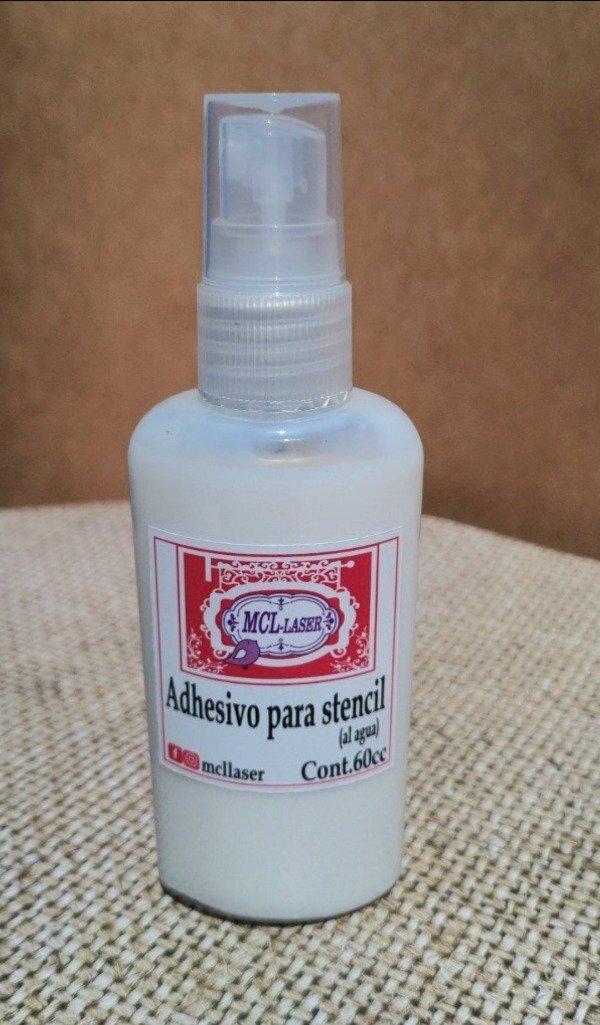 MCL-LASER
Adhesivo para stencil
(al agua)
mcllaser Cont.60cc